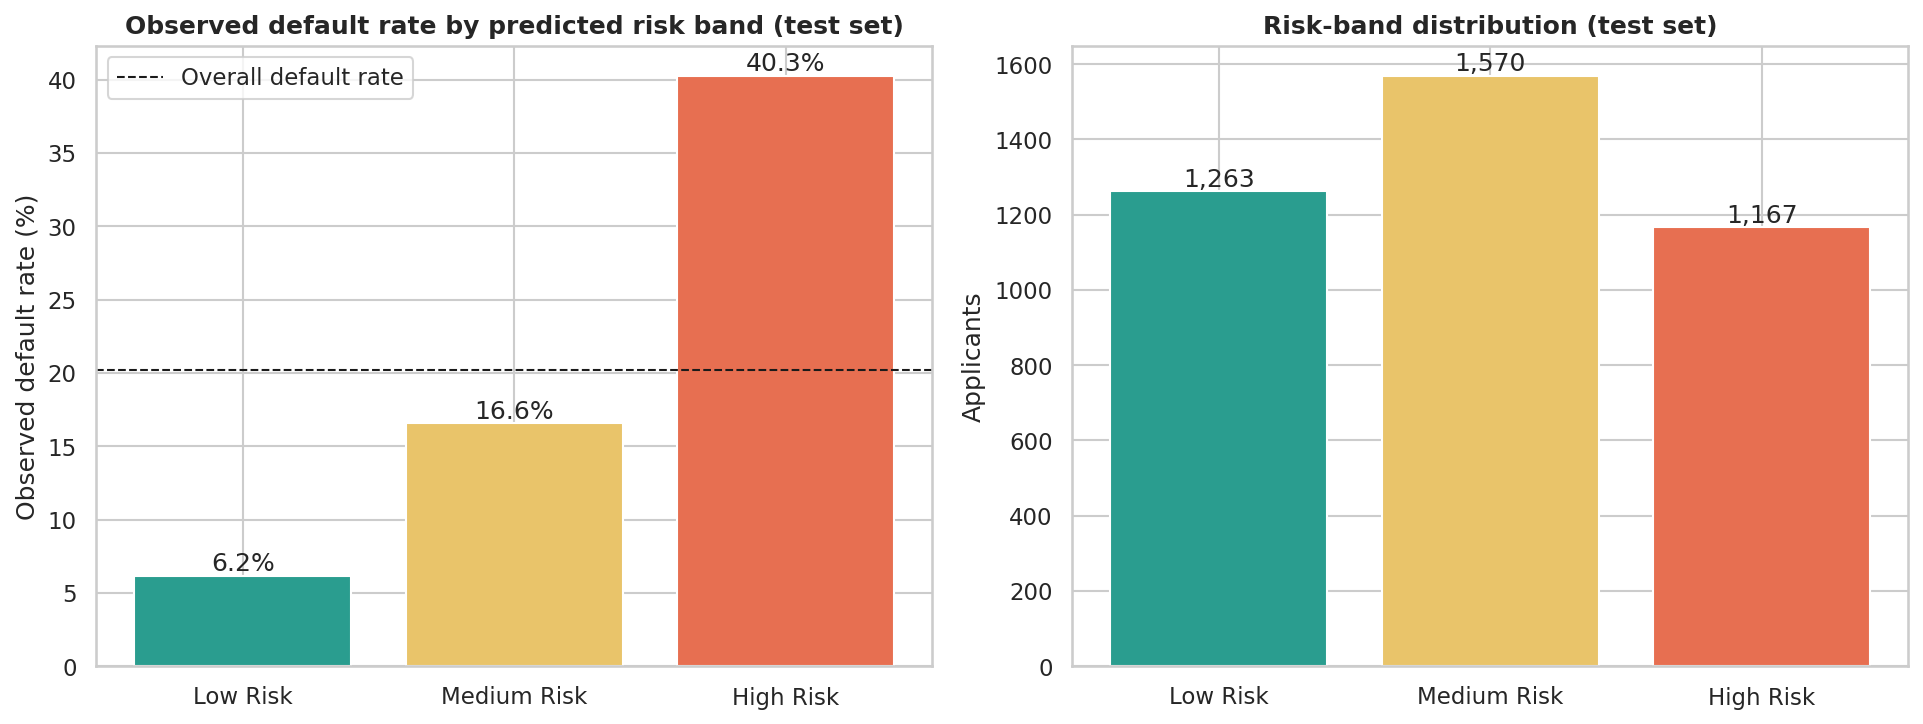 Observed default rate by predicted risk band (test set)
Overall default rate
40.3%
16.6%
6.2%
40
35
30
25
20
15
10
5
0
Observed default rate (%)
Low Risk
Medium Risk
High Risk
Risk-band distribution (test set)
1,570
1,263
1,167
1600
1400
1200
1000
800
600
400
200
0
Applicants
Low Risk
Medium Risk
High Risk